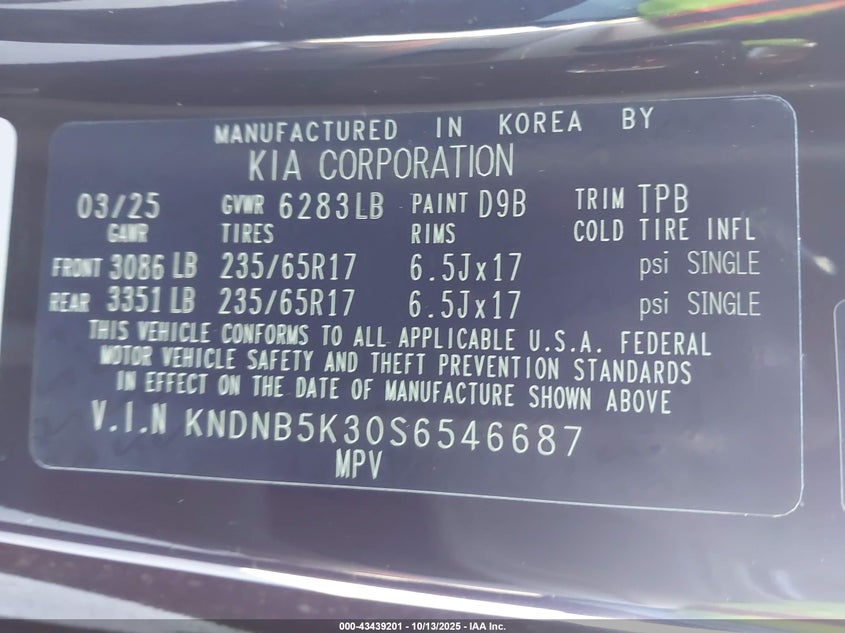 MANUFACTURED IN KOREA BY
KIA CORPORATION
03/25 GVWR 6283LB PAINT D9B TRIM TPB
GAWR TIRES RIMS COLD TIRE INFL
FRONT 3086 LB 235/65R17 6.5Jx17 psi SINGLE
REAR 3351 LB 235/65R17 6.5Jx17 psi SINGLE
THIS VEHICLE CONFORMS TO ALL APPLICABLE U.S.A. FEDERAL
MOTOR VEHICLE SAFETY AND THEFT PREVENTION STANDARDS
IN EFFECT ON THE DATE OF MANUFACTURE SHOWN ABOVE
V.I.N KNDNB5K30S6546687
MPV
000-43439201 - 10/13/2025 - IAA Inc.